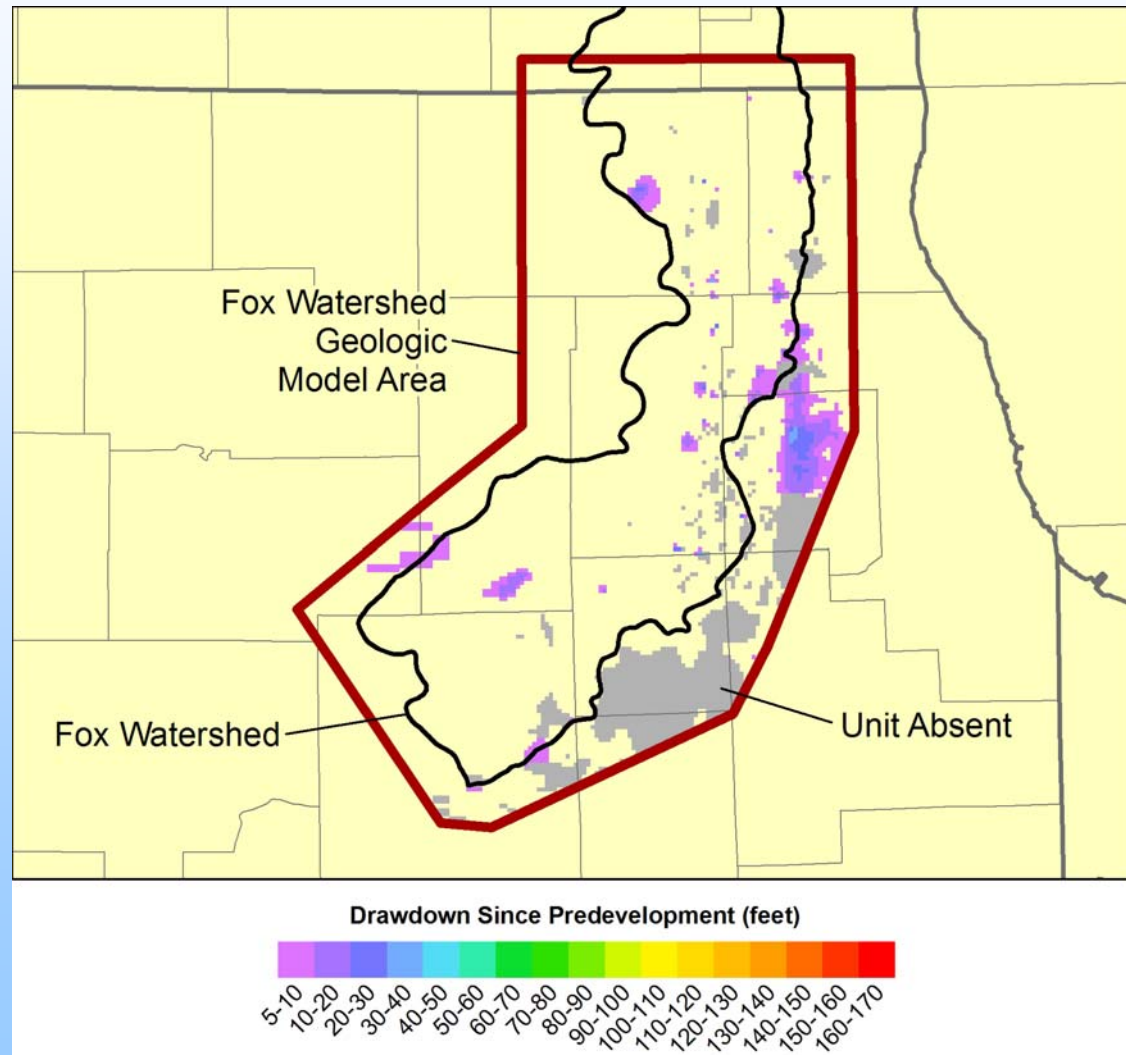 Fox Watershed
Geologic
Model Area
Fox Watershed
Unit Absent
Drawdown Since Predevelopment (feet)
5-10
10-20
20-30
30-40
40-50
50-60
60-70
70-80
80-90
90-100
100-110
110-120
120-130
130-140
140-150
150-160
160-170